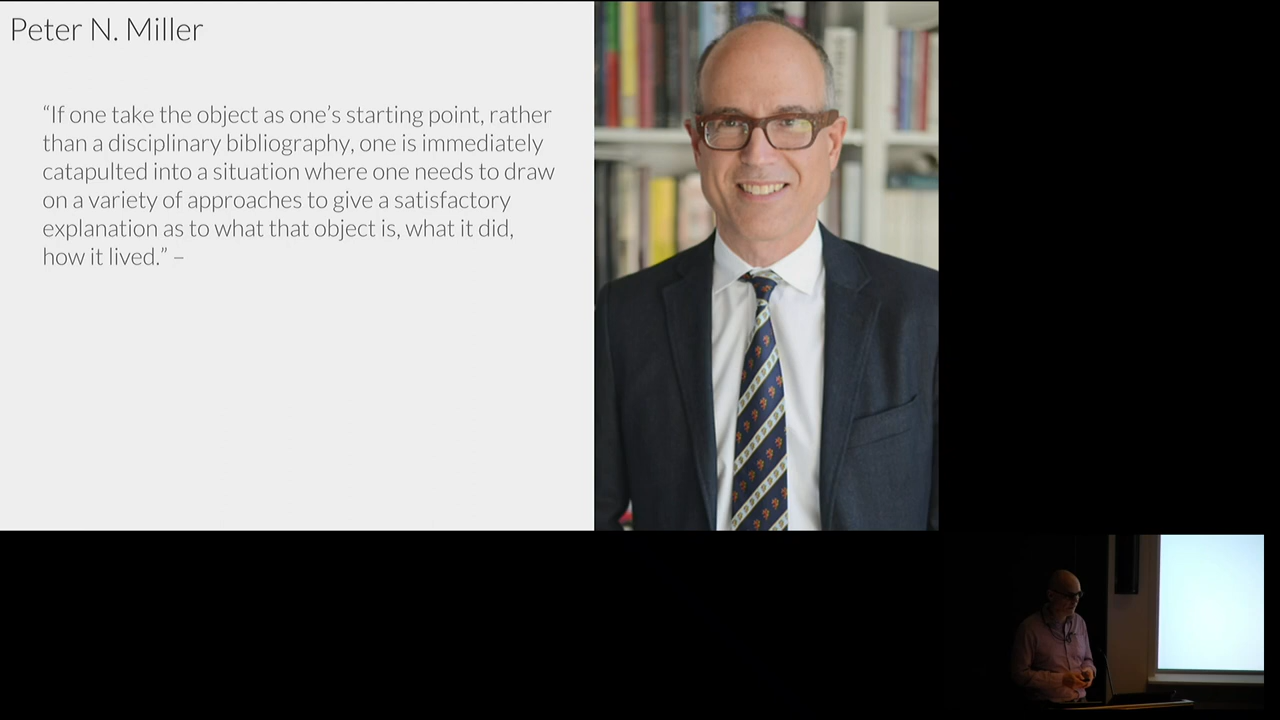 Peter N. Miller
“If one take the object as one’s starting point, rather
than a disciplinary bibliography, one is immediately
catapulted into a situation where one needs to draw
on a variety of approaches to give a satisfactory
explanation as to what that object is, what it did,
how it lived.” –